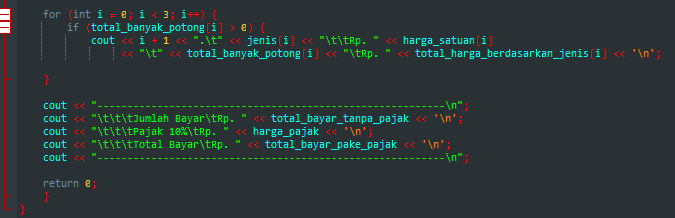 for (int i = 0; i < 3; i++) {
if (total_banyak_potong[i] > 0) {
cout << i + 1 << ".\t" << jenis[i] << "\t\tRp. " << harga_satuan[i]
<< "\t" << total_banyak_potong[i] << "\tRp. " << total_harga_berdasarkan_jenis[i] << '\n';
}
cout << "-----------------------------------------------------\n";
cout << "\t\t\tJumlah Bayar\tRp. " << total_bayar_tanpa_pajak << '\n';
cout << "\t\t\tPajak 10%\tRp. " << harga_pajak << '\n';
cout << "\t\t\tTotal Bayar\tRp. " << total_bayar_pake_pajak << '\n';
cout << "-----------------------------------------------------\n";
return 0;
}
}